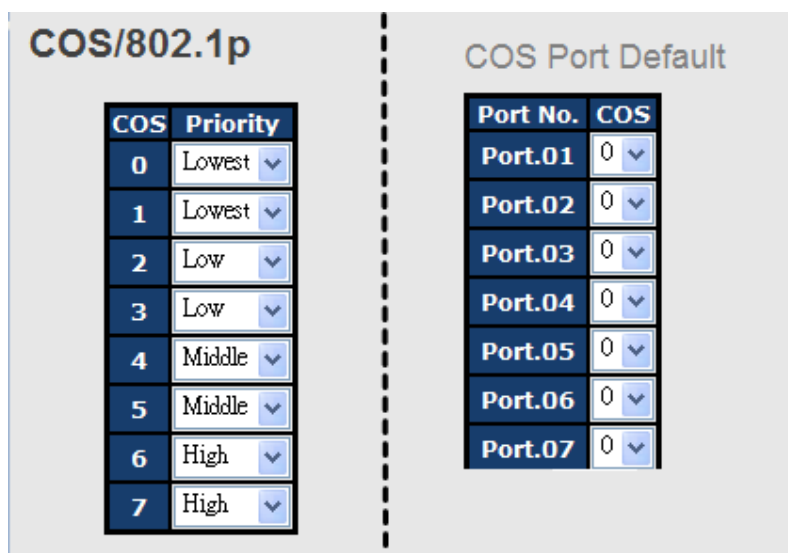 COS/802.1p
COS Priority
0 Lowest
1 Lowest
2 Low
3 Low
4 Middle
5 Middle
6 High
7 High
COS Port Default
Port No. COS
Port.01 0
Port.02 0
Port.03 0
Port.04 0
Port.05 0
Port.06 0
Port.07 0